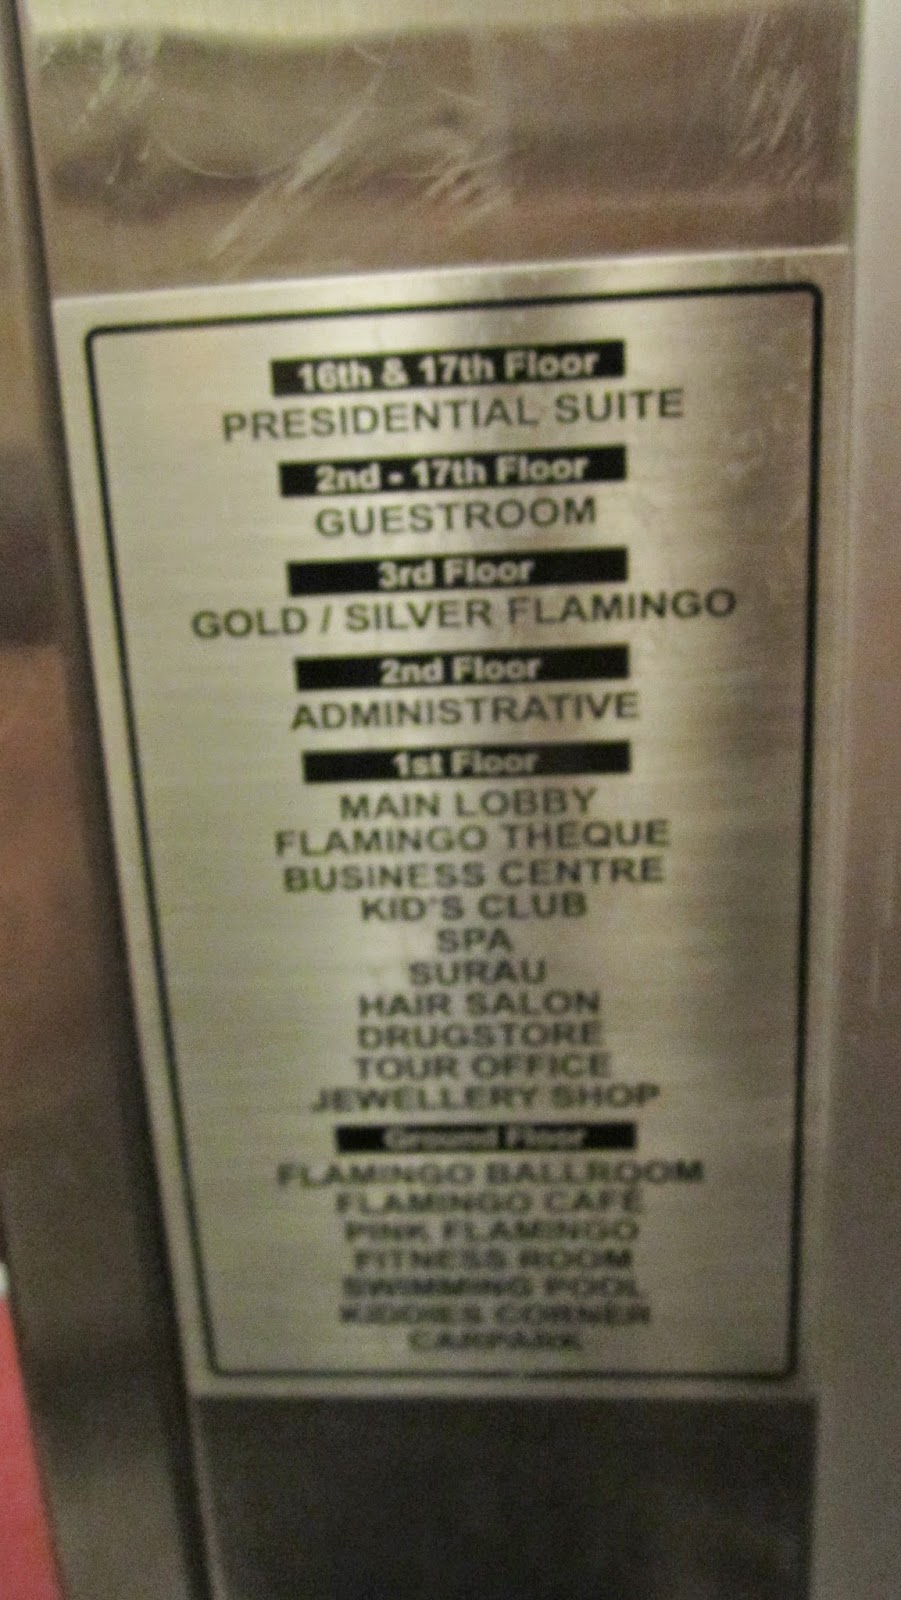 16th & 17th Floor
PRESIDENTIAL SUITE
2nd - 17th Floor
GUESTROOM
3rd Floor
GOLD / SILVER FLAMINGO
2nd Floor
ADMINISTRATIVE
1st Floor
MAIN LOBBY
FLAMINGO THEQUE
BUSINESS CENTRE
KID'S CLUB
SPA
SURAU
HAIR SALON
DRUGSTORE
TOUR OFFICE
JEWELLERY SHOP
Ground Floor
FLAMINGO BALLROOM
FLAMINGO CAFÉ
PINK FLAMINGO
FITNESS ROOM
SWIMMING POOL
KIDDIES CORNER
CARPARK